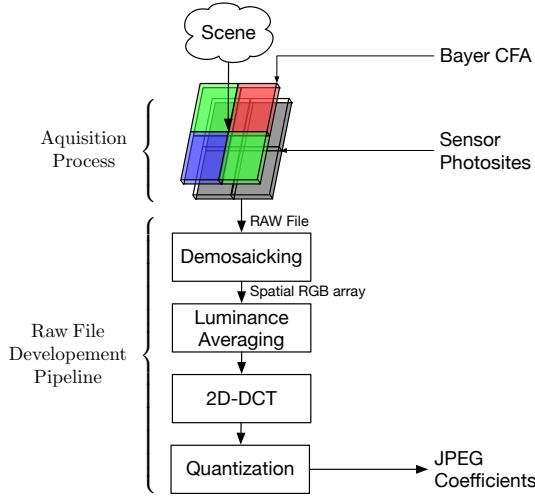 Scene
Bayer CFA
Aquisition
Process
Sensor
Photosites
RAW File
Demosaicking
Spatial RGB array
Luminance
Averaging
Raw File
Developement
Pipeline
2D-DCT
Quantization
JPEG
Coefficients